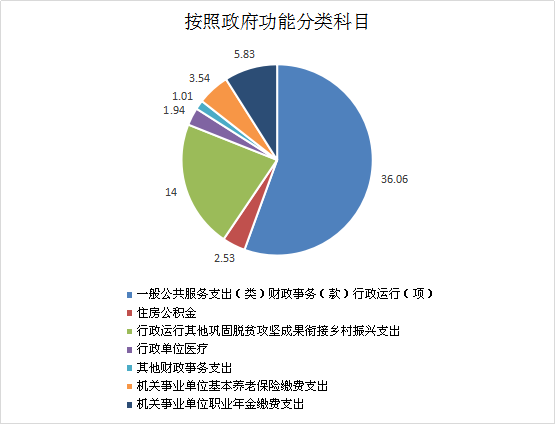 按照政府功能分类科目
5.83
3.54
1.01
1.94
36.06
14
2.53
一般公共服务支出（类）财政事务（款）行政运行（项）
住房公积金
行政运行其他巩固脱贫攻坚成果衔接乡村振兴支出
行政单位医疗
其他财政事务支出
机关事业单位基本养老保险缴费支出
机关事业单位职业年金缴费支出